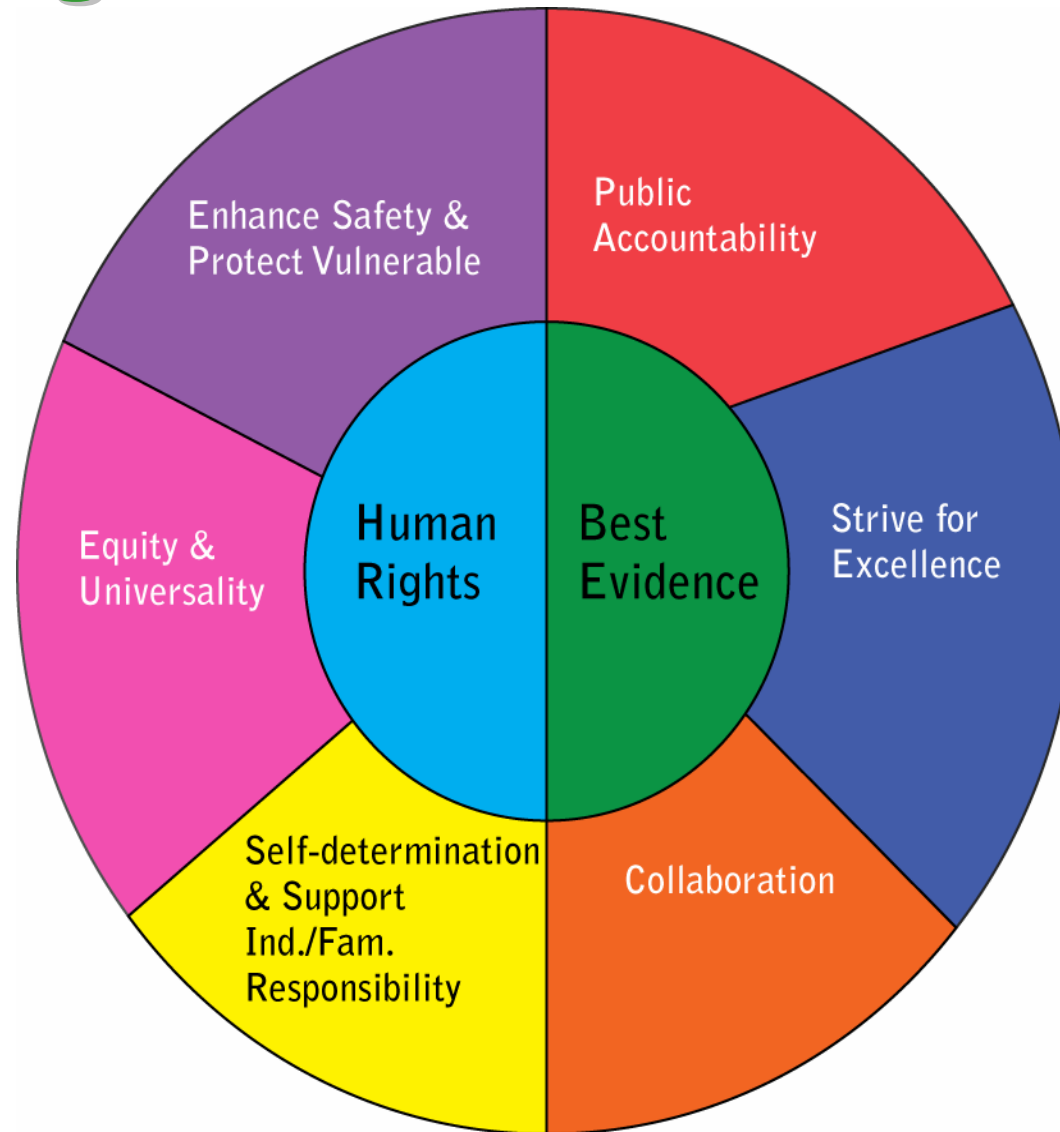 Enhance Safety &
Protect Vulnerable
Public
Accountability
Strive for
Excellence
Equity &
Universality
Human
Rights
Best
Evidence
Self-determination
& Support
Ind./Fam.
Responsibility
Collaboration